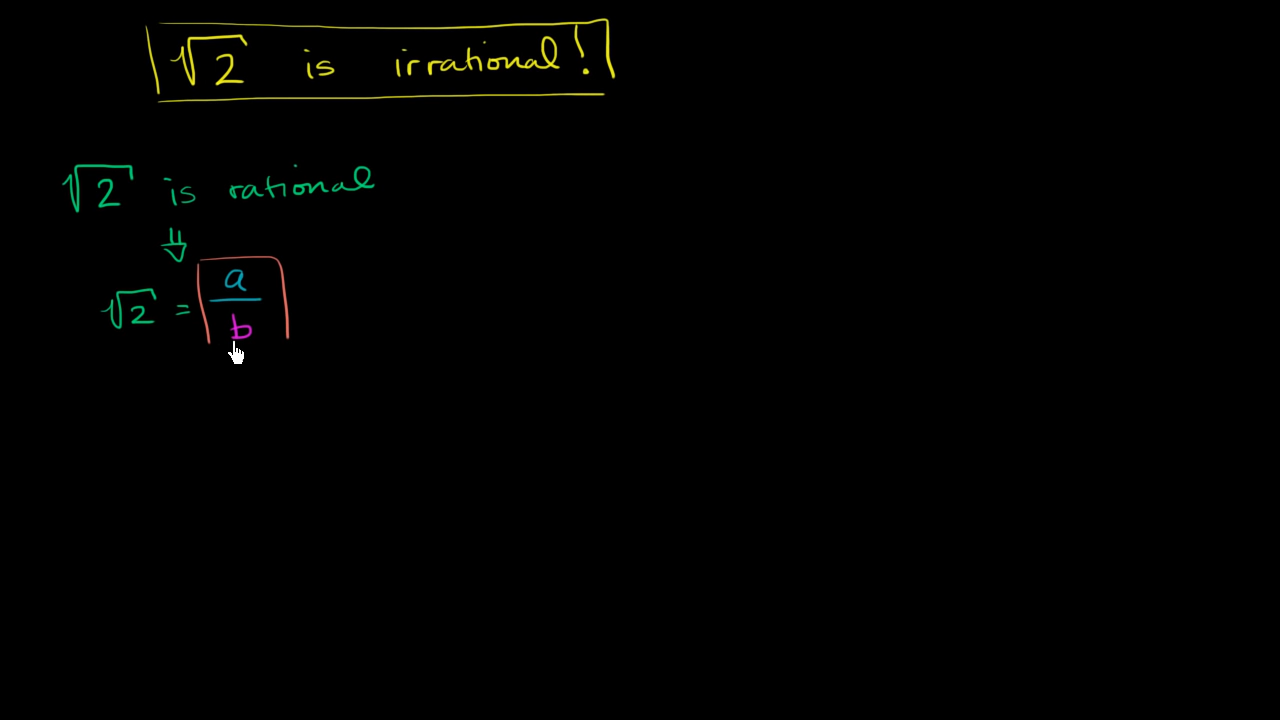 √2 is irrational!
√2 is rational
⇓
√2 = a/b